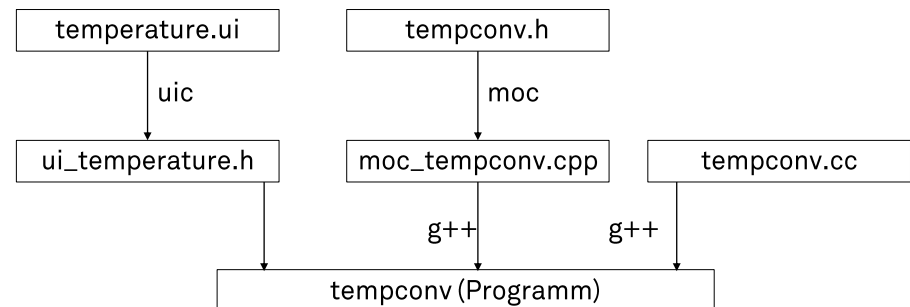 temperature.ui
tempconv.h
uic
moc
ui_temperature.h
moc_tempconv.cpp
tempconv.cc
g++
g++
tempconv (Programm)